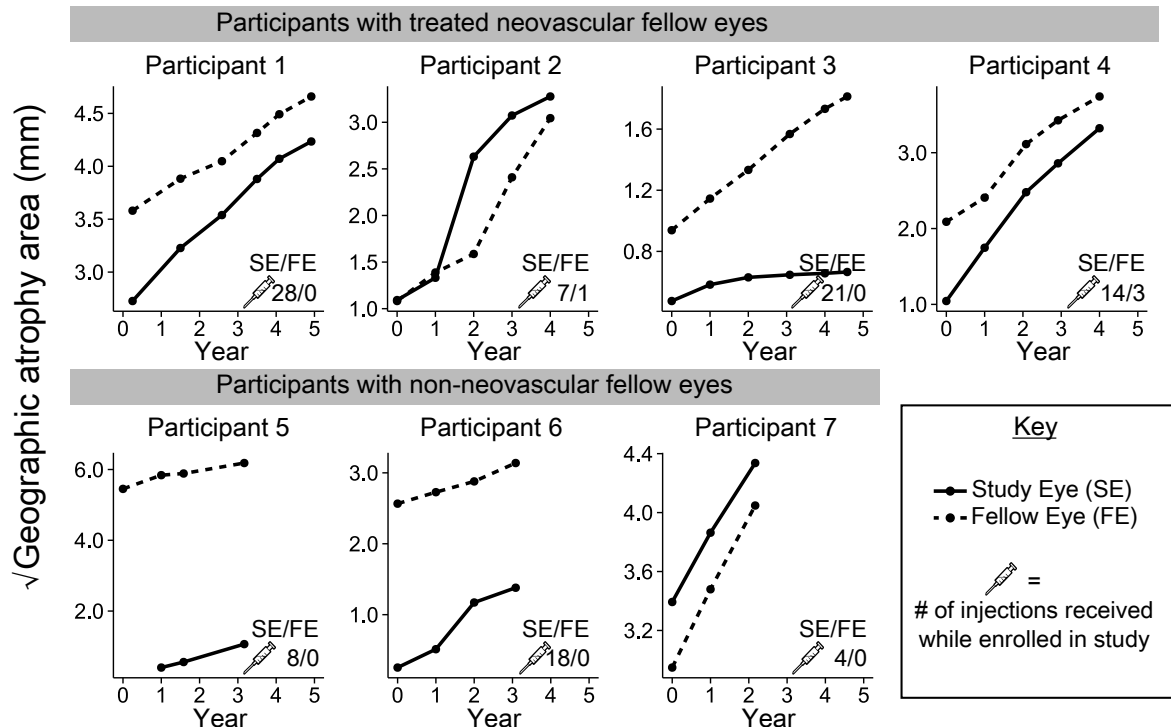 Participants with treated neovascular fellow eyes
√Geographic atrophy area (mm)
Participant 1
4.5
4.0
3.5
3.0
SE/FE
28/0
0 1 2 3 4 5
Year
Participant 2
3.0
2.5
2.0
1.5
1.0
SE/FE
7/1
0 1 2 3 4 5
Year
Participant 3
1.6
1.2
0.8
SE/FE
21/0
0 1 2 3 4 5
Year
Participant 4
3.0
2.0
1.0
SE/FE
14/3
0 1 2 3 4 5
Year
Participants with non-neovascular fellow eyes
Participant 5
6.0
4.0
2.0
SE/FE
8/0
0 1 2 3 4 5
Year
Participant 6
3.0
2.0
1.0
SE/FE
18/0
0 1 2 3 4 5
Year
Participant 7
4.4
4.0
3.6
3.2
SE/FE
4/0
0 1 2 3 4 5
Year
Key
Study Eye (SE)
Fellow Eye (FE)
=
# of injections received
while enrolled in study